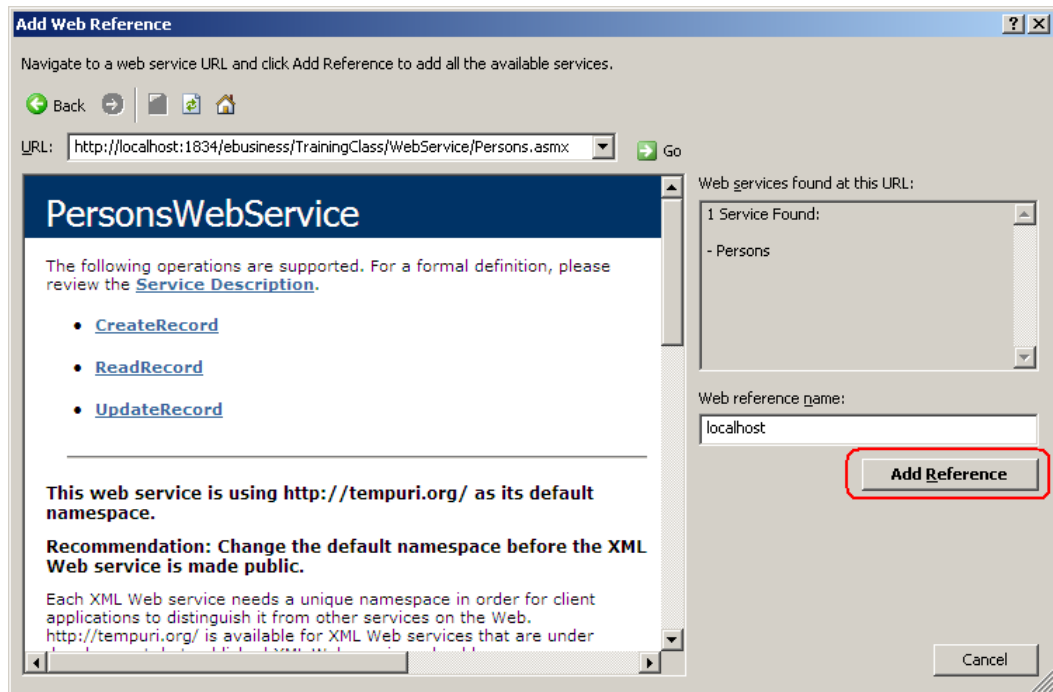 Add Web Reference
Navigate to a web service URL and click Add Reference to add all the available services.
Back
URL: http://localhost:1834/ebusiness/TrainingClass/WebService/Persons.asmx Go
PersonsWebService
The following operations are supported. For a formal definition, please
review the Service Description.
• CreateRecord
• ReadRecord
• UpdateRecord
This web service is using http://tempuri.org/ as its default
namespace.
Recommendation: Change the default namespace before the XML
Web service is made public.
Each XML Web service needs a unique namespace in order for client
applications to distinguish it from other services on the Web.
http://tempuri.org/ is available for XML Web services that are under
Web services found at this URL:
1 Service Found:
- Persons
Web reference name:
localhost
Add Reference
Cancel